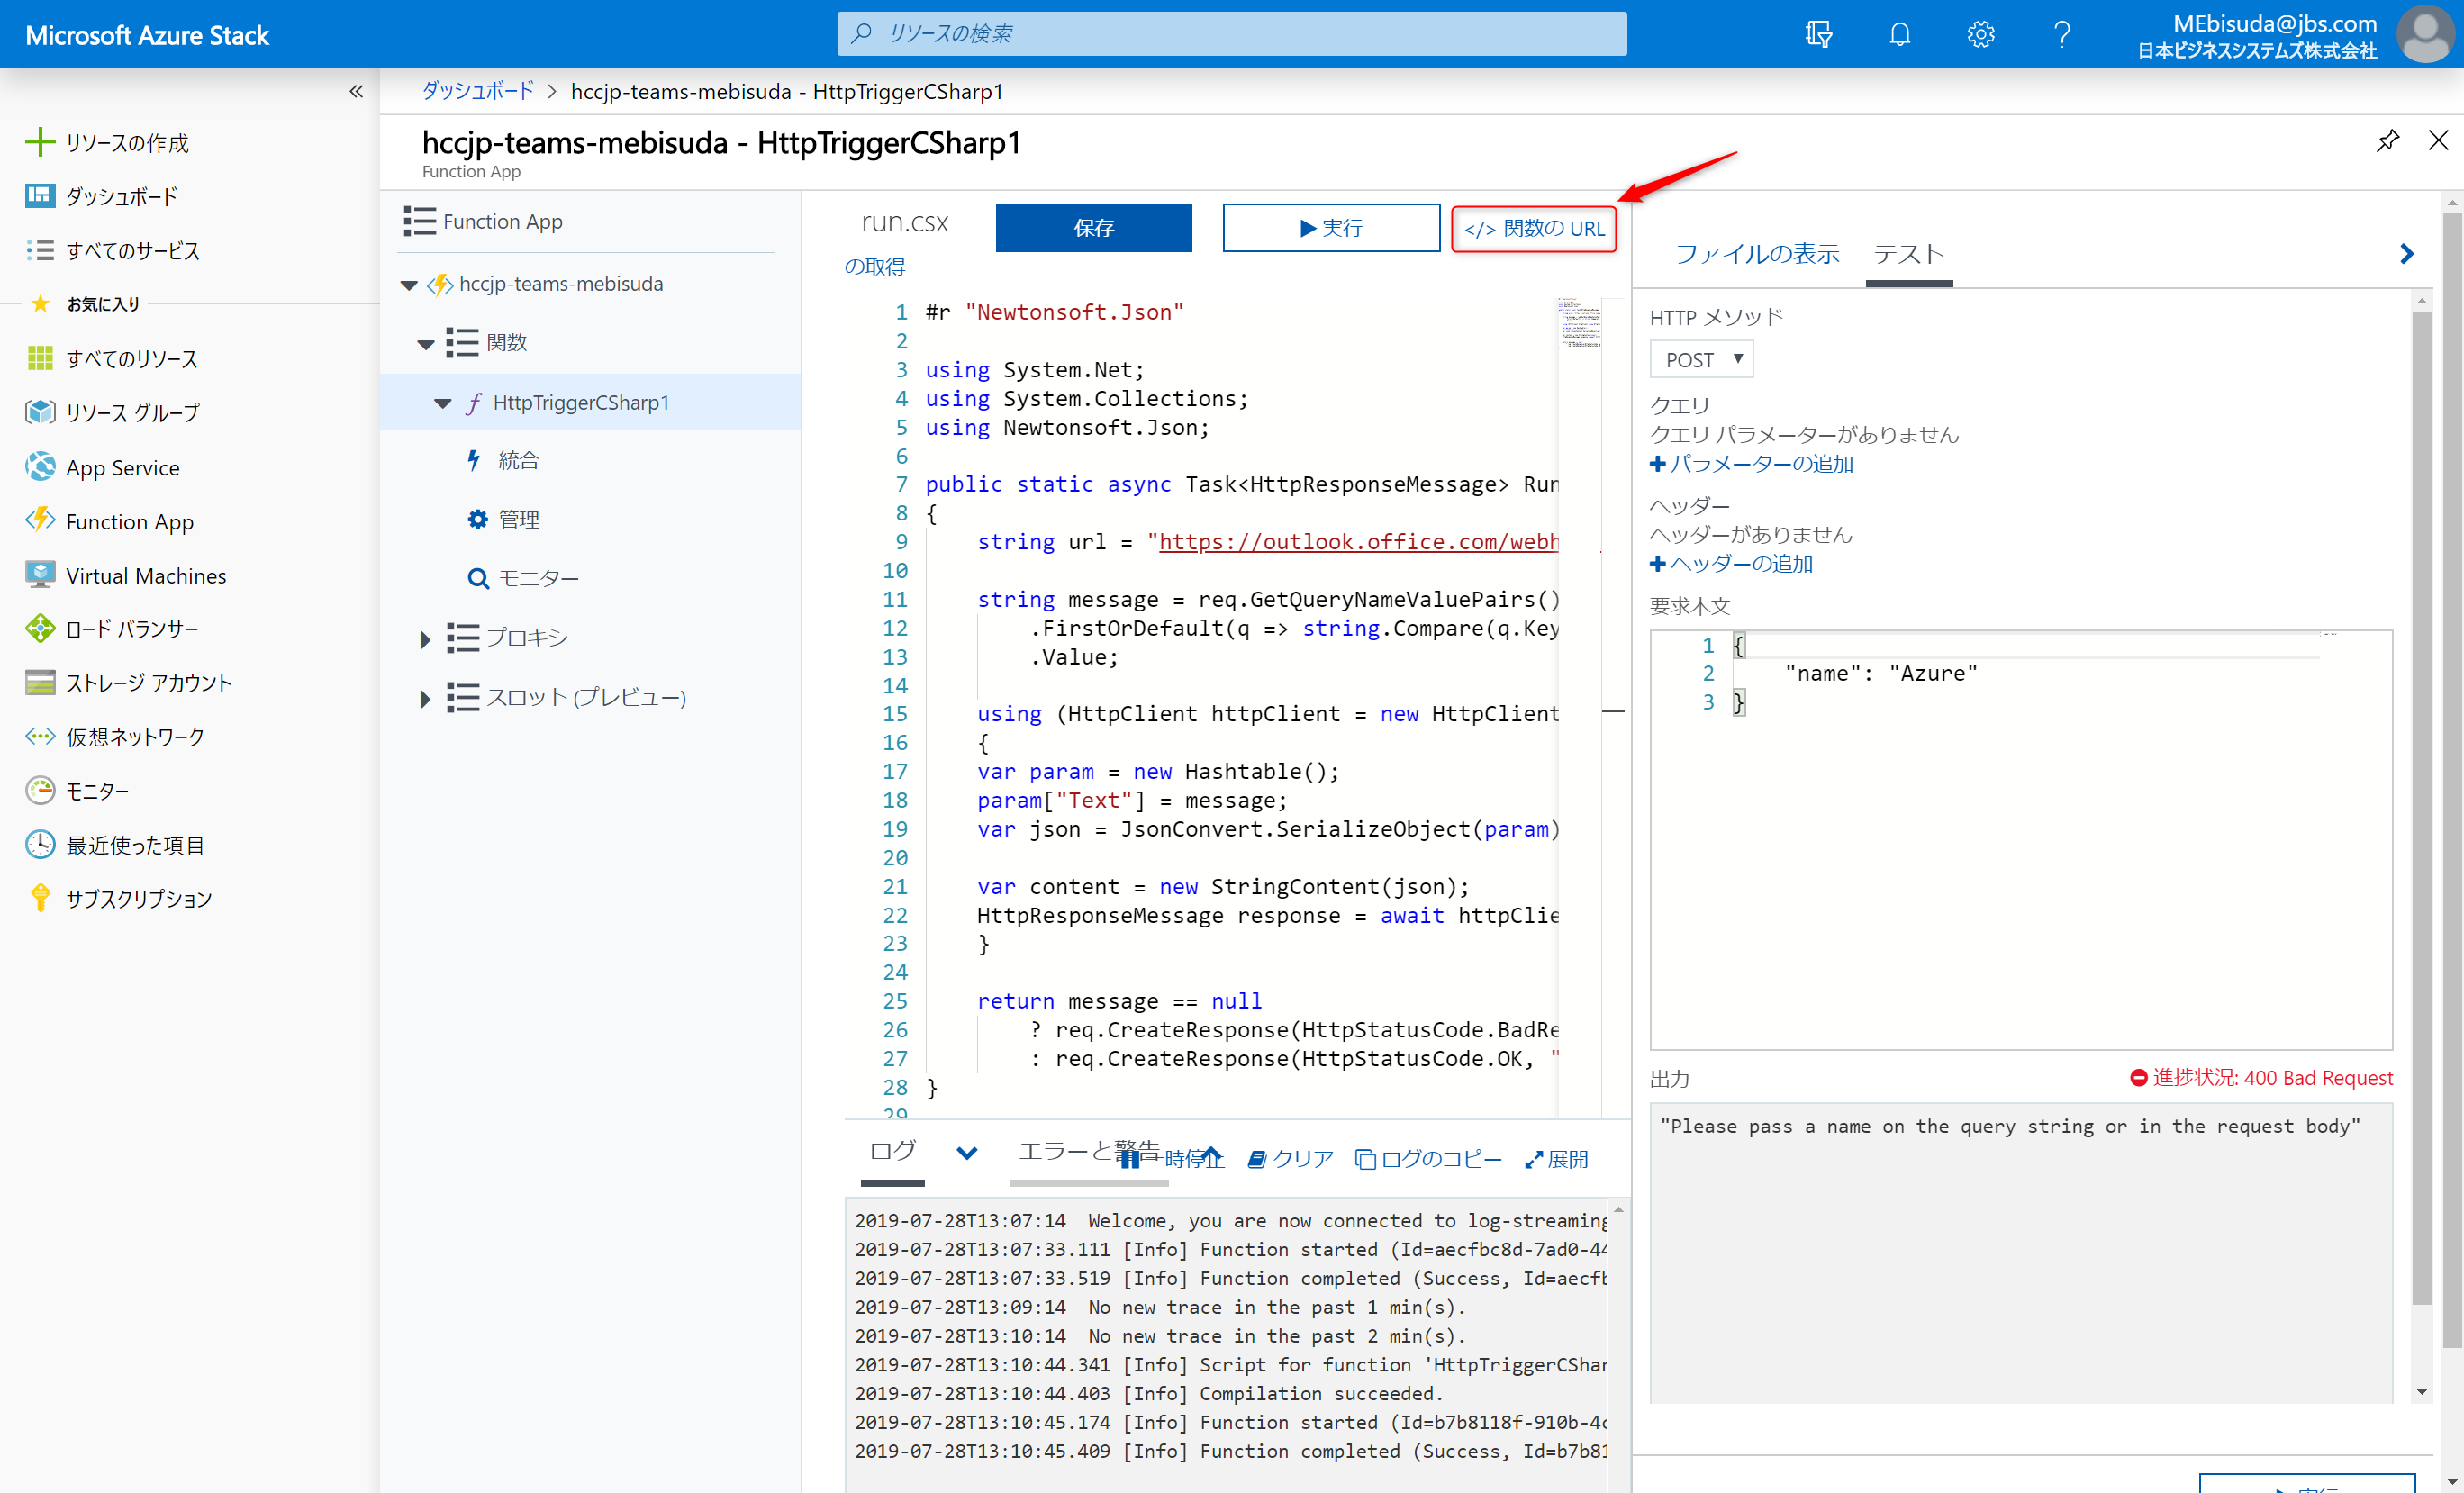 Microsoft Azure Stack
リソースの検索
MEbisuda@jbs.com
日本ビジネスシステムズ株式会社
«
リソースの作成
ダッシュボード
すべてのサービス
お気に入り
すべてのリソース
リソース グループ
App Service
Function App
Virtual Machines
ロード バランサー
ストレージ アカウント
仮想ネットワーク
モニター
最近使った項目
サブスクリプション
ダッシュボード > hccjp-teams-mebisuda - HttpTriggerCSharp1
hccjp-teams-mebisuda - HttpTriggerCSharp1
Function App
Function App
hccjp-teams-mebisuda
関数
HttpTriggerCSharp1
統合
管理
モニター
プロキシ
スロット (プレビュー)
run.csx
保存
実行
</> 関数の URL
の取得
1 #r "Newtonsoft.Json"
2
3 using System.Net;
4 using System.Collections;
5 using Newtonsoft.Json;
6
7 public static async Task<HttpResponseMessage> Run
8 {
9 string url = "https://outlook.office.com/webh
10
11 string message = req.GetQueryNameValuePairs()
12 .FirstOrDefault(q => string.Compare(q.Key
13 .Value;
14
15 using (HttpClient httpClient = new HttpClient
16 {
17 var param = new Hashtable();
18 param["Text"] = message;
19 var json = JsonConvert.SerializeObject(param)
20
21 var content = new StringContent(json);
22 HttpResponseMessage response = await httpClie
23 }
24
25 return message == null
26 ? req.CreateResponse(HttpStatusCode.BadRe
27 : req.CreateResponse(HttpStatusCode.OK, "
28 }
29
ログ
エラーと警告
一時停止
クリア
ログのコピー
展開
2019-07-28T13:07:14 Welcome, you are now connected to log-streaming
2019-07-28T13:07:33.111 [Info] Function started (Id=aecfbc8d-7ad0-44
2019-07-28T13:07:33.519 [Info] Function completed (Success, Id=aecfb
2019-07-28T13:09:14 No new trace in the past 1 min(s).
2019-07-28T13:10:14 No new trace in the past 2 min(s).
2019-07-28T13:10:44.341 [Info] Script for function 'HttpTriggerCShar
2019-07-28T13:10:44.403 [Info] Compilation succeeded.
2019-07-28T13:10:45.174 [Info] Function started (Id=b7b8118f-910b-4c
2019-07-28T13:10:45.409 [Info] Function completed (Success, Id=b7b81
ファイルの表示
テスト
HTTP メソッド
POST
クエリ
クエリ パラメーターがありません
パラメーターの追加
ヘッダー
ヘッダーがありません
ヘッダーの追加
要求本文
1 {
2 "name": "Azure"
3 }
出力
進捗状況: 400 Bad Request
"Please pass a name on the query string or in the request body"